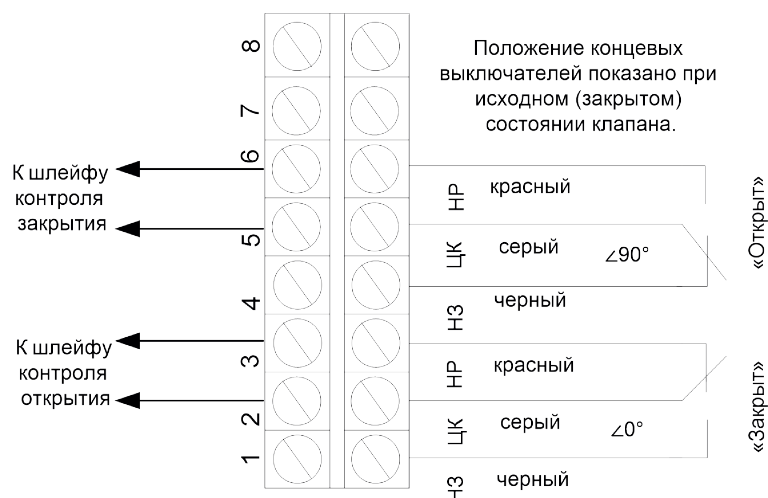 Положение концевых
выключателей показано при
исходном (закрытом)
состоянии клапана.
8
7
6
5
4
3
2
1
К шлейфу
контроля
закрытия
К шлейфу
контроля
открытия
НР красный
ЦК серый ∠90°
НЗ черный
«Открыт»
НР красный
ЦК серый ∠0°
НЗ черный
«Закрыт»